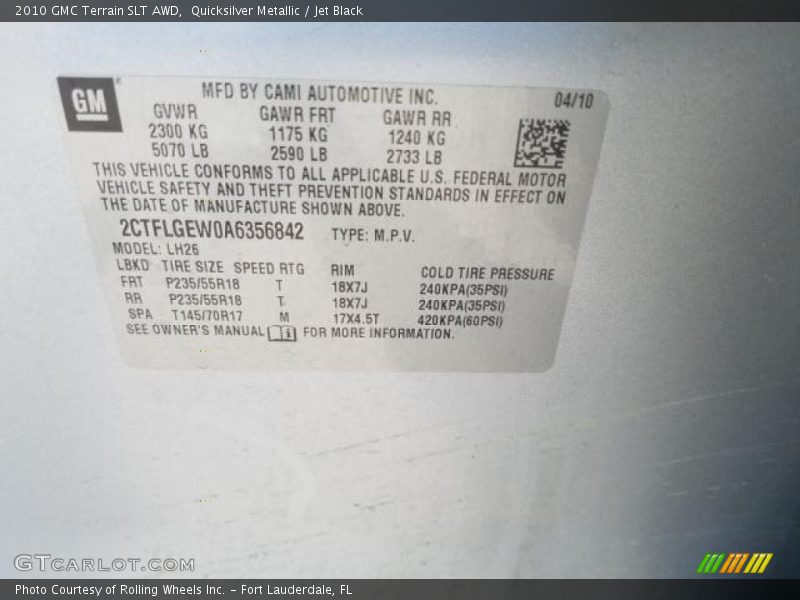 2010 GMC Terrain SLT AWD,  Quicksilver Metallic / Jet Black
GM
MFD BY CAMI AUTOMOTIVE INC.
04/10
GVWR GAWR FRT GAWR RR
2300 KG 1175 KG 1240 KG
5070 LB 2590 LB 2733 LB
THIS VEHICLE CONFORMS TO ALL APPLICABLE U.S. FEDERAL MOTOR
VEHICLE SAFETY AND THEFT PREVENTION STANDARDS IN EFFECT ON
THE DATE OF MANUFACTURE SHOWN ABOVE.
2CTFLGEW0A6356842 TYPE: M.P.V.
MODEL: LH26
LBKD TIRE SIZE SPEED RTG RIM COLD TIRE PRESSURE
FRT P235/55R18 T 18X7J 240KPA(35PSI)
RR P235/55R18 T 18X7J 240KPA(35PSI)
SPA T145/70R17 M 17X4.5T 420KPA(60PSI)
SEE OWNER'S MANUAL FOR MORE INFORMATION.
GTCARLOT.COM
Photo Courtesy of Rolling Wheels Inc. – Fort Lauderdale, FL